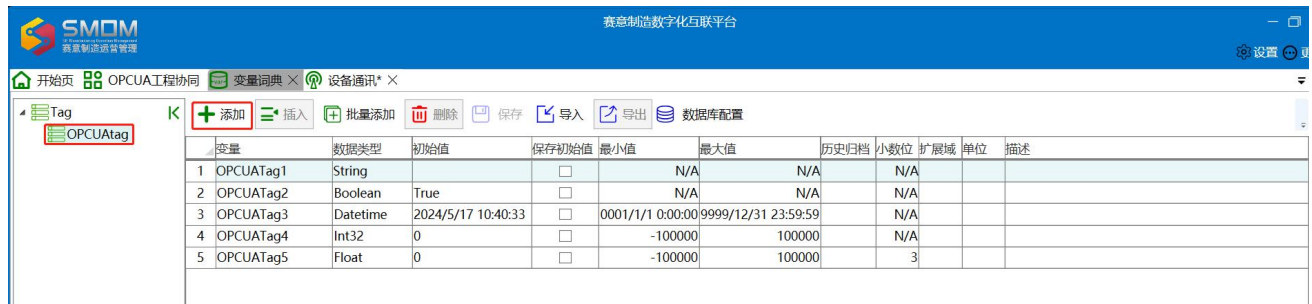 SMOM
赛意制造运营管理
赛意制造数字化互联平台
设置
开始页 OPCUA工程协同 变量词典 × 设备通讯* ×
Tag
OPCUAtag
添加 插入 批量添加 删除 保存 导入 导出 数据库配置
变量 数据类型 初始值 保存初始值 最小值 最大值 历史归档 小数位 扩展域 单位 描述
1 OPCUATag1 String N/A N/A N/A
2 OPCUATag2 Boolean True N/A N/A N/A
3 OPCUATag3 Datetime 2024/5/17 10:40:33 0001/1/1 0:00:00 9999/12/31 23:59:59 N/A
4 OPCUATag4 Int32 0 -100000 100000 N/A
5 OPCUATag5 Float 0 -100000 100000 3